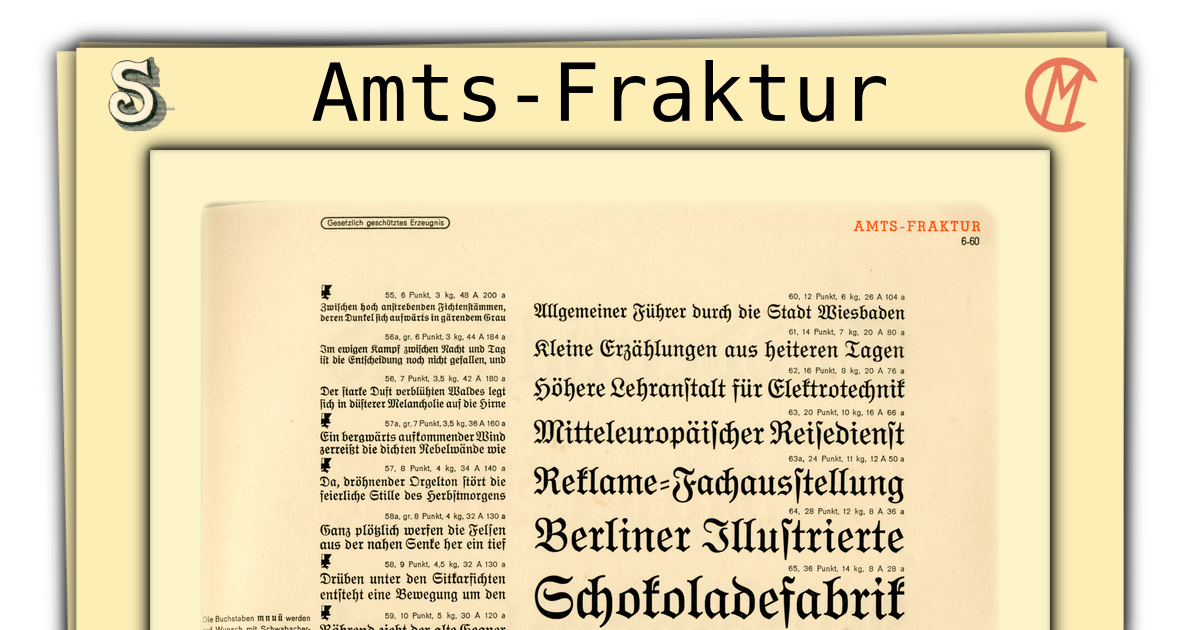 Amts-Fraktur
Gesetzlich geschütztes Erzeugnis
AMTS-FRAKTUR
6-60
55, 6 Punkt, 3 kg, 48 A 200 a
Zwiſchen hoch anſtrebenden Fichtenſtämmen,
deren Dunkel ſich aufwärts in gärendem Grau
56a, gr. 6 Punkt, 3 kg, 44 A 184 a
Im ewigen Kampf zwiſchen Nacht und Tag
iſt die Entſcheidung noch nicht gefallen, und
56, 7 Punkt, 3,5 kg, 42 A 180 a
Der ſtarke Duft verblühten Waldes legt
ſich in düſterer Melancholie auf die Hirne
57a, gr. 7 Punkt, 3,5 kg, 36 A 160 a
Ein bergwärts aufkommender Wind
zerreißt die dichten Nebelwände wie
57, 8 Punkt, 4 kg, 34 A 140 a
Da, dröhnender Orgelton ſtört die
feierliche Stille des Herbſtmorgens
58a, gr. 8 Punkt, 4 kg, 32 A 130 a
Ganz plötzlich werfen die Felſen
aus der nahen Senke her ein tief
58, 9 Punkt, 4,5 kg, 32 A 130 a
Drüben unter den Sitkafichten
entſteht eine Bewegung um den
59, 10 Punkt, 5 kg, 30 A 120 a
Während zieht der alte Gegner
Die Buchstaben mnuü werden
auf Wunsch mit Schwabacher-
60, 12 Punkt, 6 kg, 26 A 104 a
Allgemeiner Führer durch die Stadt Wiesbaden
61, 14 Punkt, 7 kg, 20 A 80 a
Kleine Erzählungen aus heiteren Tagen
62, 16 Punkt, 8 kg, 20 A 76 a
Höhere Lehranſtalt für Elektrotechnik
63, 20 Punkt, 10 kg, 16 A 66 a
Mitteleuropäiſcher Reiſedienſt
63a, 24 Punkt, 11 kg, 12 A 50 a
Reklame-Fachausſtellung
64, 28 Punkt, 12 kg, 8 A 36 a
Berliner Illuſtrierte
65, 36 Punkt, 14 kg, 8 A 28 a
Schokoladefabrik